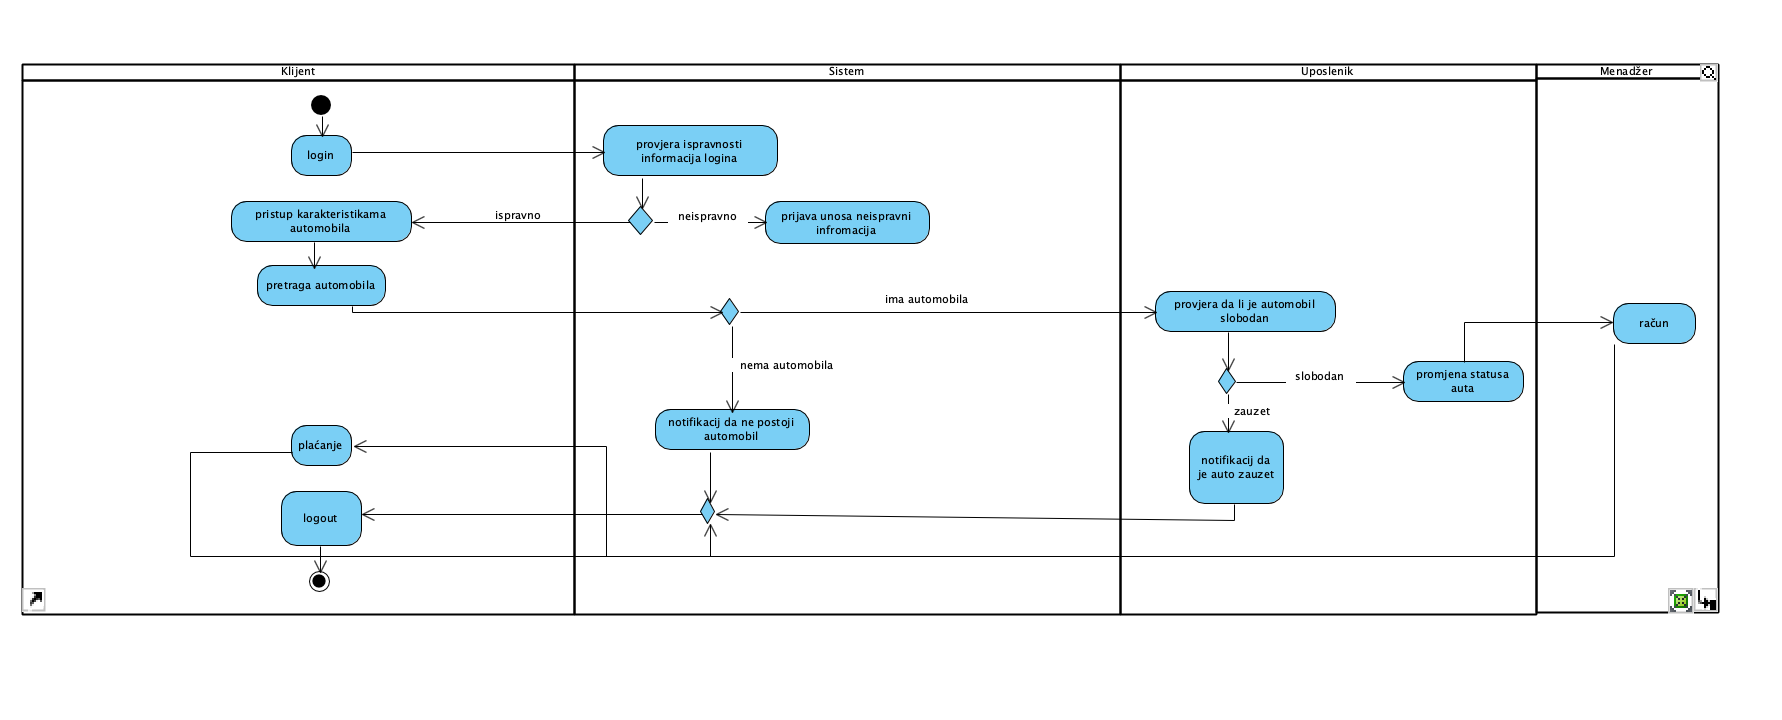 Klijent
Sistem
Uposlenik
Menadžer
login
provjera ispravnosti
informacija logina
pristup karakteristikama
automobila
ispravno
neispravno
prijava unosa neispravni
infromacija
pretraga automobila
ima automobila
provjera da li je automobil
slobodan
račun
nema automobila
slobodan
promjena statusa
auta
zauzet
notifikacij da ne postoji
automobil
plaćanje
notifikacij da
je auto zauzet
logout